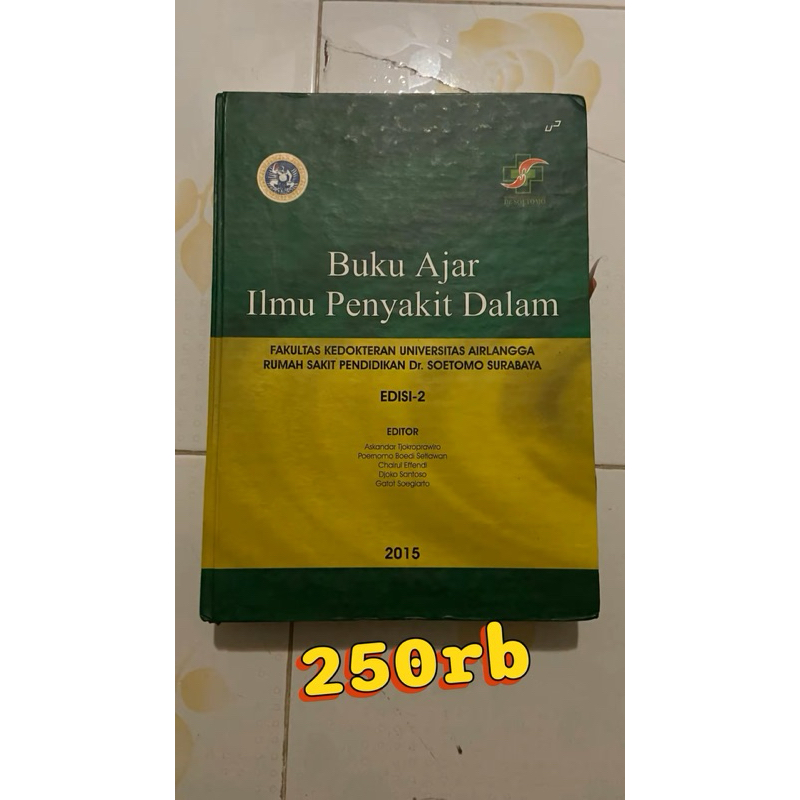 Buku Ajar
Ilmu Penyakit Dalam
FAKULTAS KEDOKTERAN UNIVERSITAS AIRLANGGA
RUMAH SAKIT PENDIDIKAN Dr. SOETOMO SURABAYA
EDISI-2
EDITOR
Askandar Tjokroprawiro
Poernomo Boedi Setiawan
Chairul Effendi
Djoko Santoso
Gatot Soegiarto
2015
250rb